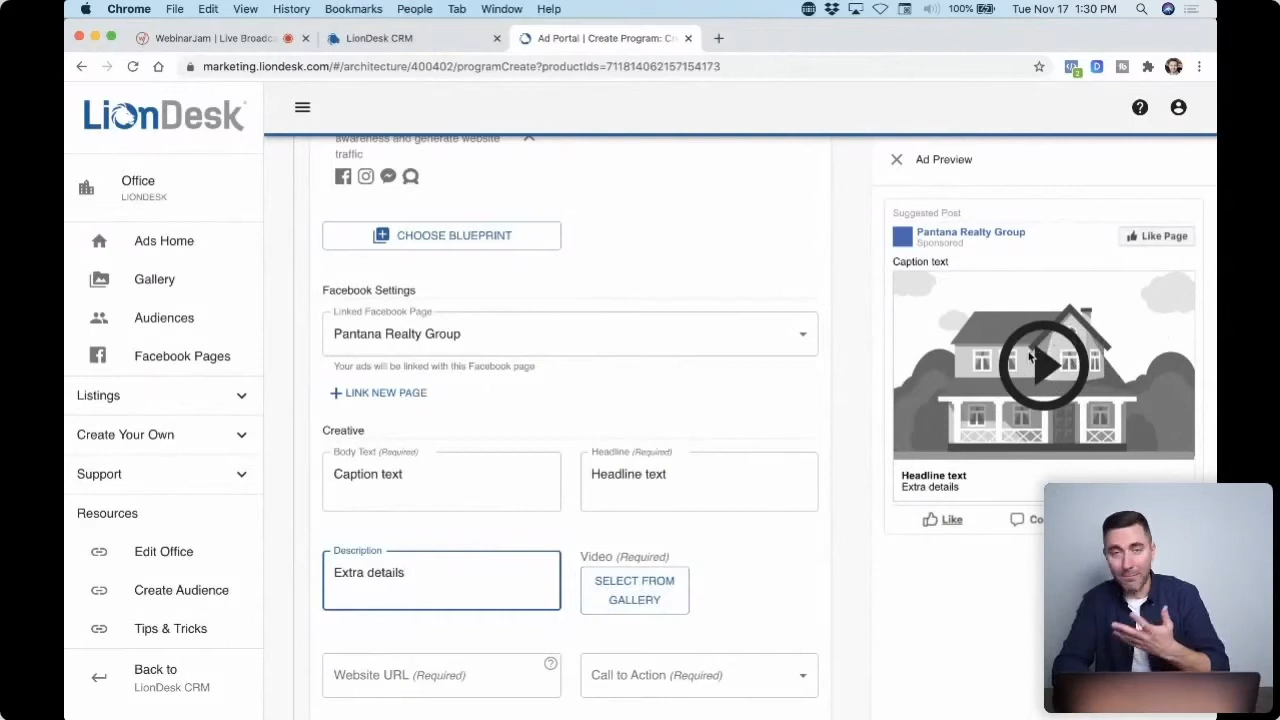 Chrome File Edit View History Bookmarks People Tab Window Help 100% Tue Nov 17 1:30 PM
WebinarJam | Live Broadca LionDesk CRM Ad Portal | Create Program: Cr
marketing.liondesk.com/#/architecture/400402/programCreate?productIds=711814062157154173
LionDesk
Office
LIONDESK
Ads Home
Gallery
Audiences
Facebook Pages
Listings
Create Your Own
Support
Resources
Edit Office
Create Audience
Tips & Tricks
Back to
LionDesk CRM
awareness and generate website
traffic
CHOOSE BLUEPRINT
Facebook Settings
Linked Facebook Page
Pantana Realty Group
Your ads will be linked with this Facebook page
+ LINK NEW PAGE
Creative
Body Text (Required)
Caption text
Headline (Required)
Headline text
Description
Extra details
Video (Required)
SELECT FROM
GALLERY
Website URL (Required)
Call to Action (Required)
Ad Preview
Suggested Post
Pantana Realty Group
Sponsored
Like Page
Caption text
Headline text
Extra details
Like
Co